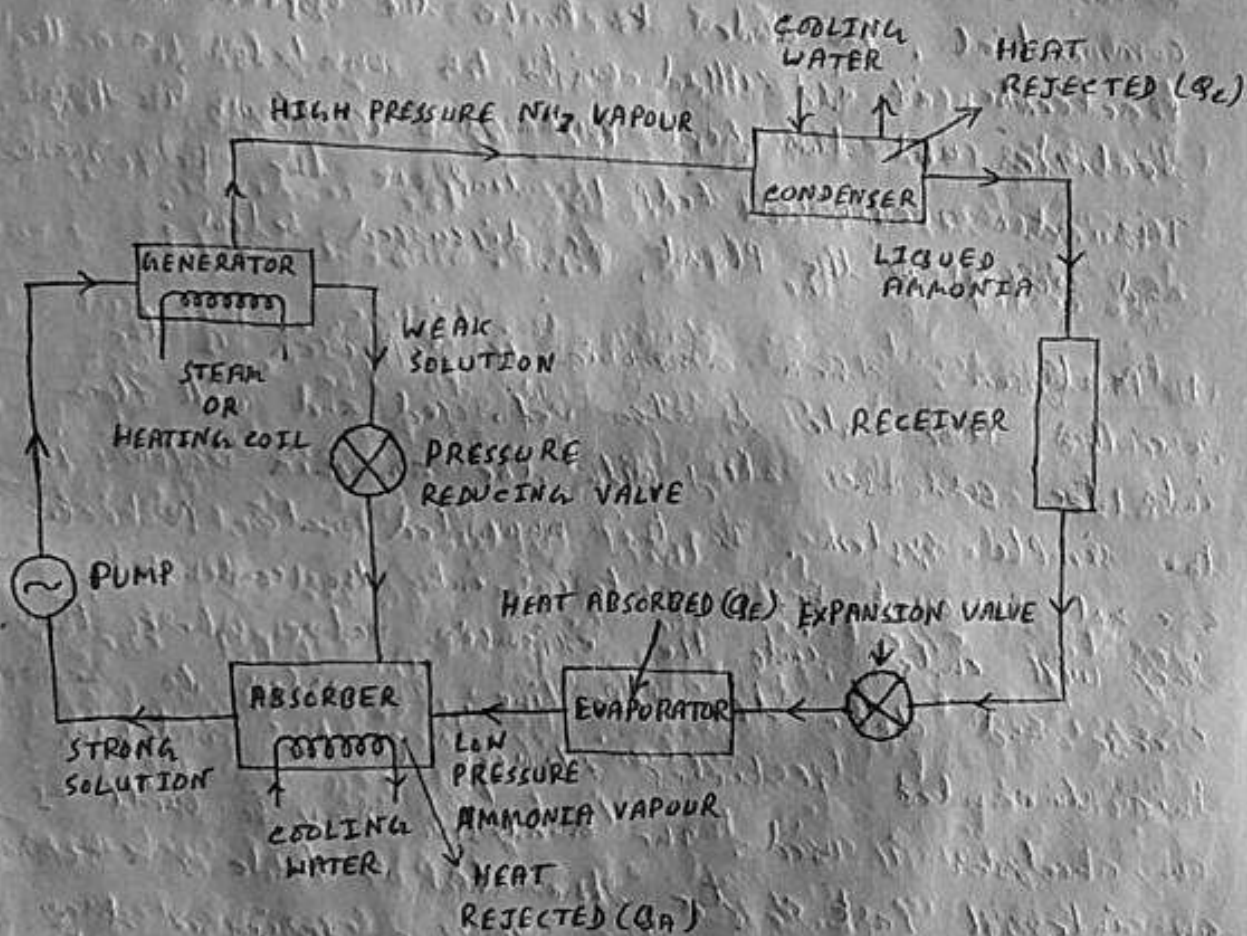 COOLING
WATER
HEAT
REJECTED (QC)
HIGH PRESSURE NH3 VAPOUR
CONDENSER
GENERATOR
LIQUED
AMMONIA
WEAK
SOLUTION
STEAM
OR
HEATING COIL
RECEIVER
PRESSURE
REDUCING VALVE
PUMP
HEAT ABSORBED (QE)
EXPANSION VALVE
ABSORBER
EVAPORATOR
STRONG
SOLUTION
LOW
PRESSURE
AMMONIA VAPOUR
COOLING
WATER
HEAT
REJECTED (QA)